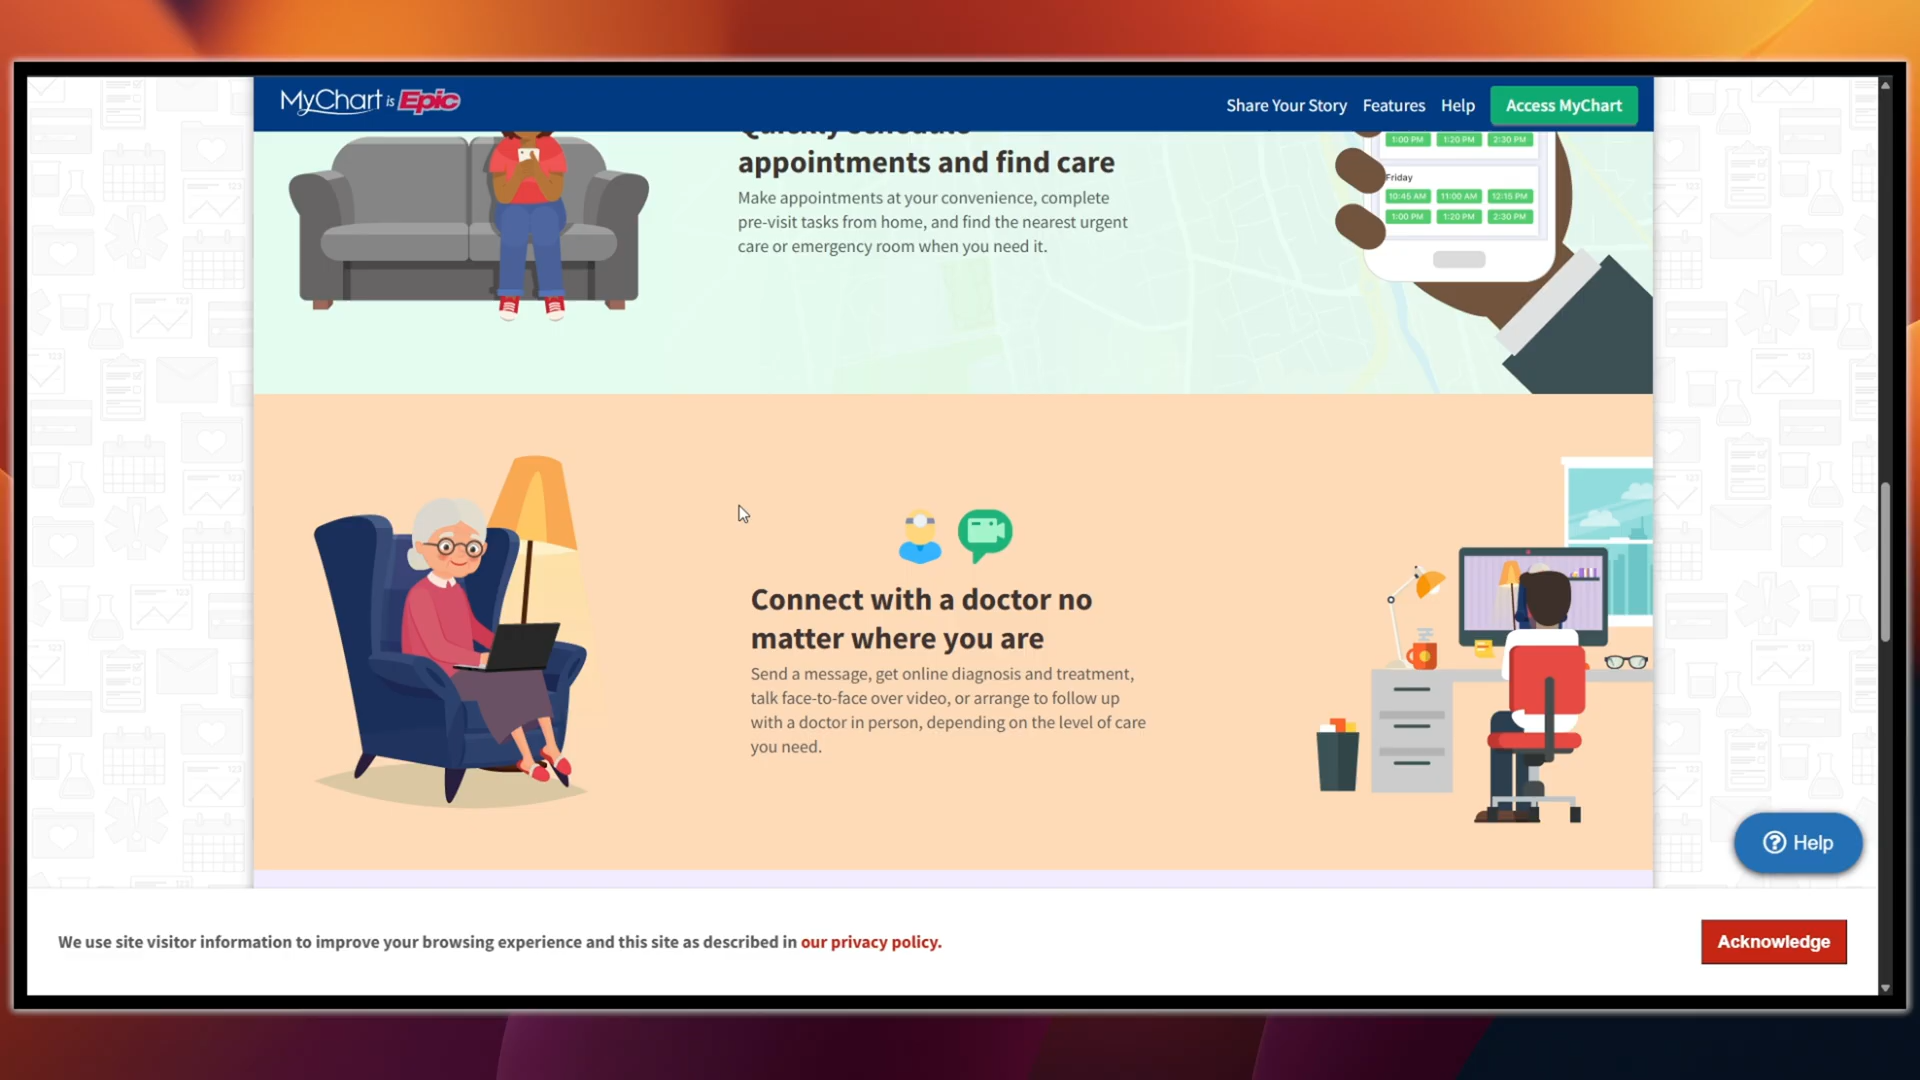 MyChart is Epic
Share Your Story
Features
Help
Access MyChart
Quickly schedule
appointments and find care
Make appointments at your convenience, complete
pre-visit tasks from home, and find the nearest urgent
care or emergency room when you need it.
1:00 PM 1:20 PM 2:30 PM
Friday
10:45 AM 11:00 AM 12:15 PM
1:00 PM 1:20 PM 2:30 PM
Connect with a doctor no
matter where you are
Send a message, get online diagnosis and treatment,
talk face-to-face over video, or arrange to follow up
with a doctor in person, depending on the level of care
you need.
Help
We use site visitor information to improve your browsing experience and this site as described in our privacy policy.
Acknowledge